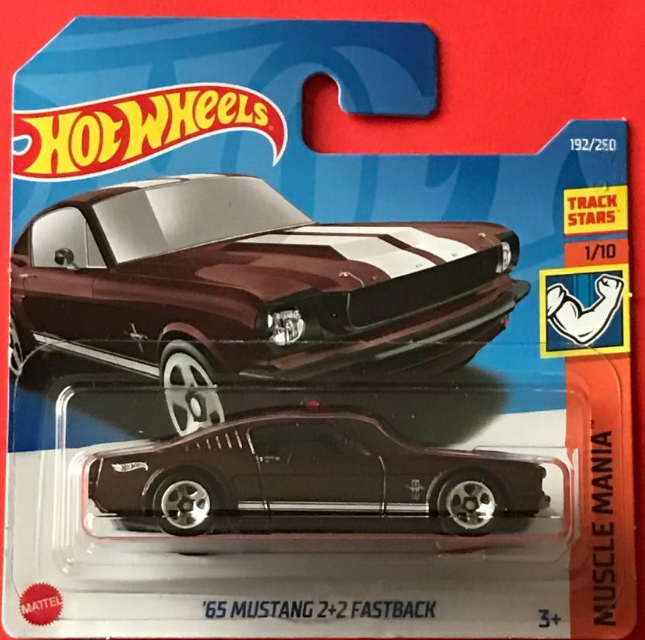 HOT WHEELS
192/250
TRACK
STARS
1/10
MUSCLE MANIA
MATTEL
'65 MUSTANG 2+2 FASTBACK
3+